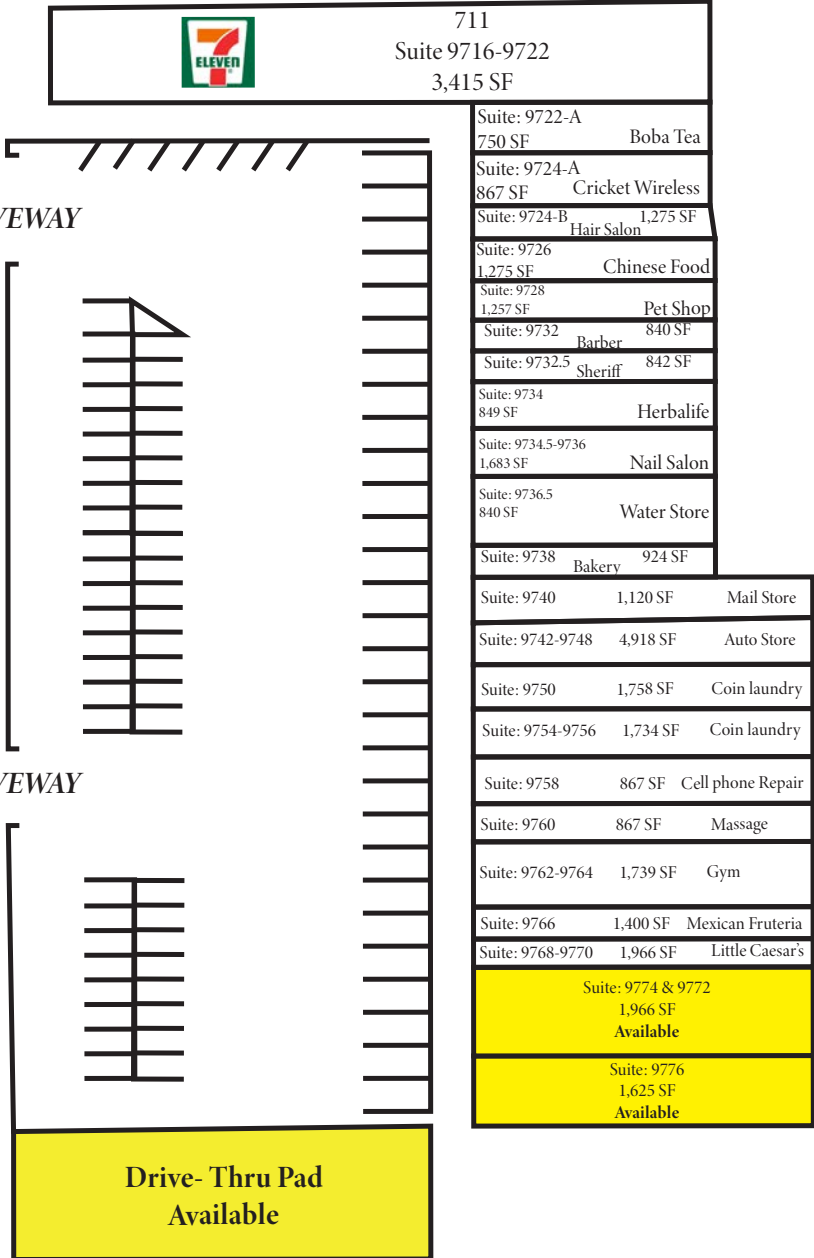 7
ELEVEN
711
Suite 9716-9722
3,415 SF
Suite: 9722-A
750 SF Boba Tea
Suite: 9724-A
867 SF Cricket Wireless
Suite: 9724-B 1,275 SF
Hair Salon
Suite: 9726
1,275 SF Chinese Food
Suite: 9728
1,257 SF Pet Shop
Suite: 9732 840 SF
Barber
Suite: 9732.5 842 SF
Sheriff
Suite: 9734
849 SF Herbalife
Suite: 9734.5-9736
1,683 SF Nail Salon
Suite: 9736.5
840 SF Water Store
Suite: 9738 924 SF
Bakery
Suite: 9740 1,120 SF Mail Store
Suite: 9742-9748 4,918 SF Auto Store
Suite: 9750 1,758 SF Coin laundry
Suite: 9754-9756 1,734 SF Coin laundry
Suite: 9758 867 SF Cell phone Repair
Suite: 9760 867 SF Massage
Suite: 9762-9764 1,739 SF Gym
Suite: 9766 1,400 SF Mexican Fruteria
Suite: 9768-9770 1,966 SF Little Caesar's
Suite: 9774 & 9772
1,966 SF
Available
Suite: 9776
1,625 SF
Available
VEWAY
VEWAY
Drive- Thru Pad
Available